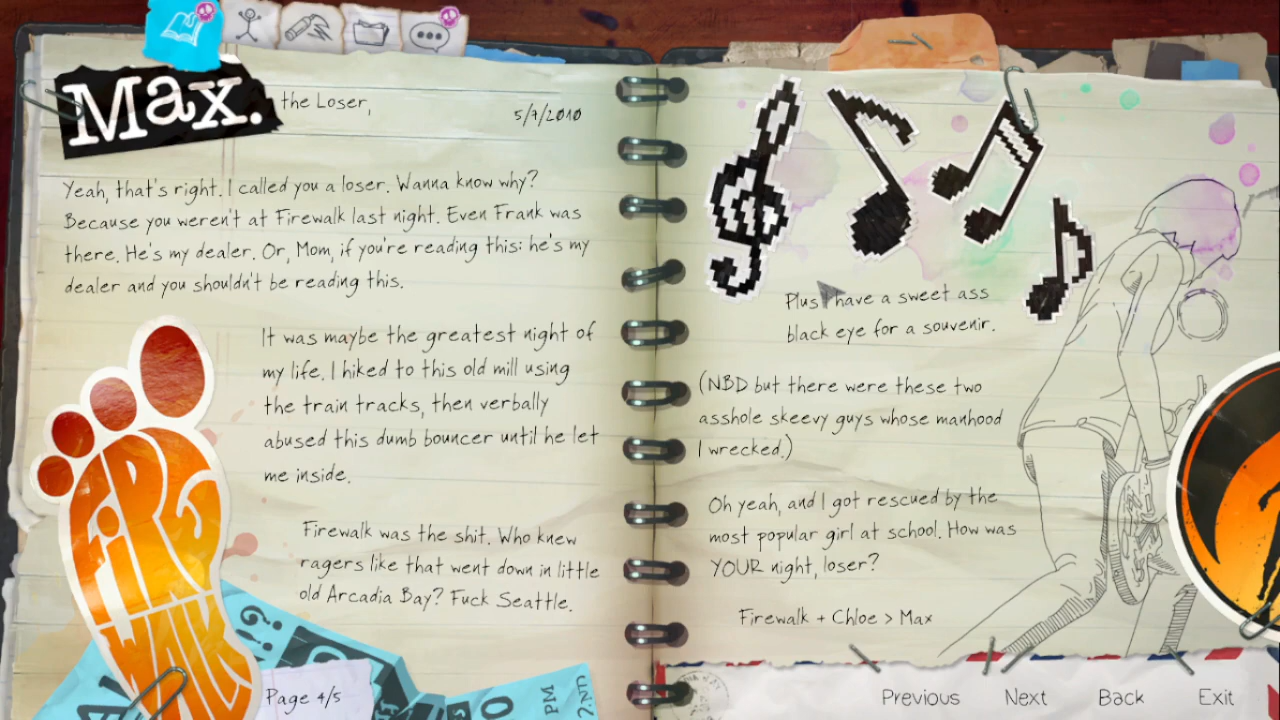 Max. the Loser,
5/7/2010
Yeah, that's right. I called you a loser. Wanna know why?
Because you weren't at Firewalk last night. Even Frank was
there. He's my dealer. Or, Mom, if you're reading this: he's my
dealer and you shouldn't be reading this.
It was maybe the greatest night of
my life. I hiked to this old mill using
the train tracks, then verbally
abused this dumb bouncer until he let
me inside.
Firewalk was the shit. Who knew
ragers like that went down in little
old Arcadia Bay? Fuck Seattle.
FIRE
WALK
PM
Page 4/5
Plus I have a sweet ass
black eye for a souvenir.
(NBD but there were these two
asshole skeevy guys whose manhood
I wrecked.)
Oh yeah, and I got rescued by the
most popular girl at school. How was
YOUR night, loser?
Firewalk + Chloe > Max
Previous Next Back Exit